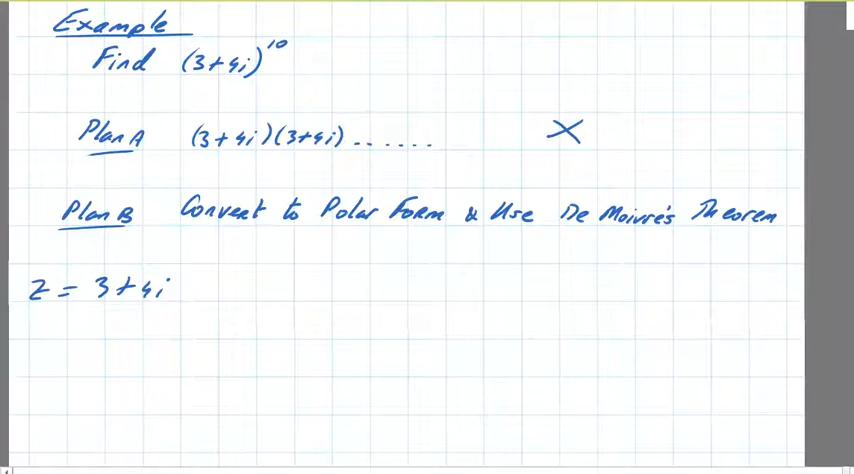 Example
Find (3+4i)¹⁰
Plan A (3+4i)(3+4i)...... X
Plan B Convert to Polar Form & Use De Moivre's Theorem
z = 3+4i